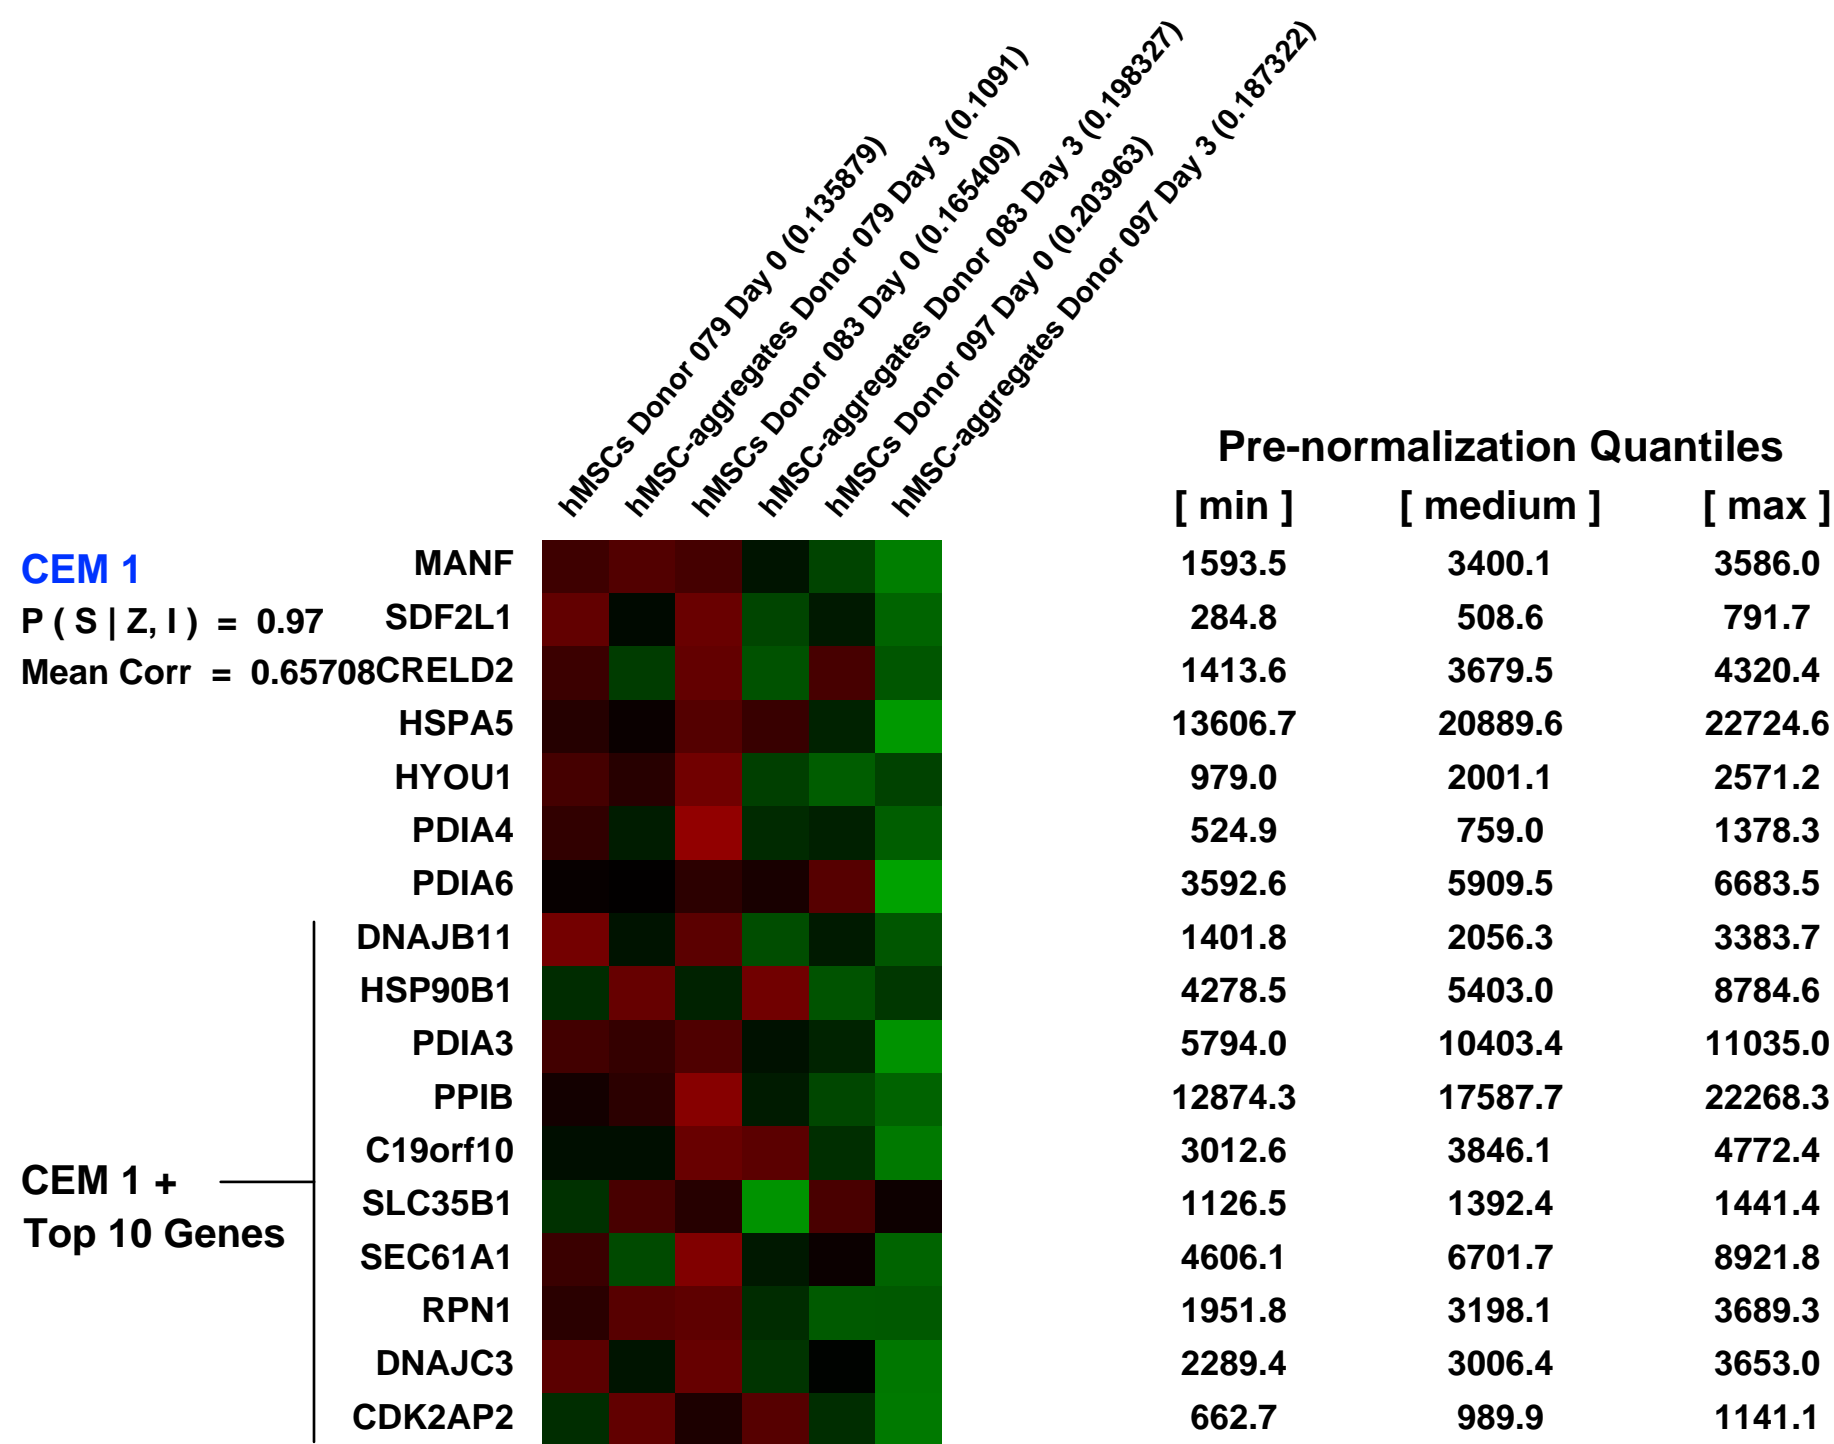 hMSCs Donor 079 Day 0 (0.135879)
hMSC-aggregates Donor 079 Day 3 (0.1091)
hMSCs Donor 083 Day 0 (0.165409)
hMSC-aggregates Donor 083 Day 3 (0.198327)
hMSCs Donor 097 Day 0 (0.203963)
hMSC-aggregates Donor 097 Day 3 (0.187322)
Pre-normalization Quantiles
[ min ] [ medium ] [ max ]
CEM 1 MANF 1593.5 3400.1 3586.0
P ( S | Z, I ) = 0.97 SDF2L1 284.8 508.6 791.7
Mean Corr = 0.65708 CRELD2 1413.6 3679.5 4320.4
HSPA5 13606.7 20889.6 22724.6
HYOU1 979.0 2001.1 2571.2
PDIA4 524.9 759.0 1378.3
PDIA6 3592.6 5909.5 6683.5
DNAJB11 1401.8 2056.3 3383.7
HSP90B1 4278.5 5403.0 8784.6
PDIA3 5794.0 10403.4 11035.0
PPIB 12874.3 17587.7 22268.3
C19orf10 3012.6 3846.1 4772.4
CEM 1 + SLC35B1 1126.5 1392.4 1441.4
Top 10 Genes SEC61A1 4606.1 6701.7 8921.8
RPN1 1951.8 3198.1 3689.3
DNAJC3 2289.4 3006.4 3653.0
CDK2AP2 662.7 989.9 1141.1